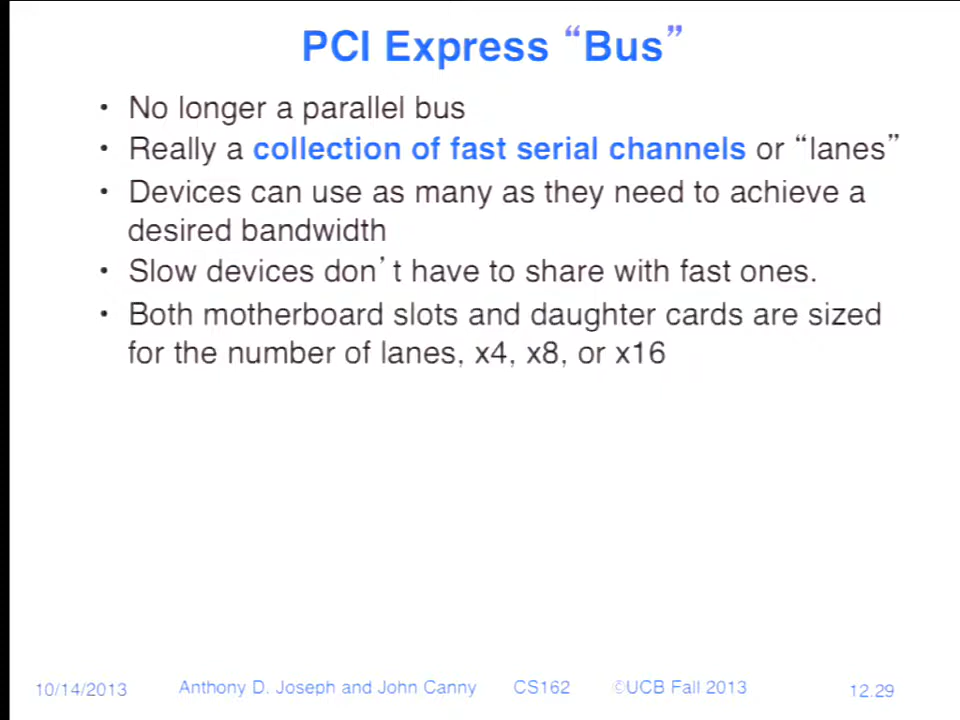 PCI Express “Bus”
• No longer a parallel bus
• Really a collection of fast serial channels or “lanes”
• Devices can use as many as they need to achieve a
desired bandwidth
• Slow devices don’t have to share with fast ones.
• Both motherboard slots and daughter cards are sized
for the number of lanes, x4, x8, or x16
10/14/2013 Anthony D. Joseph and John Canny CS162 ©UCB Fall 2013 12.29